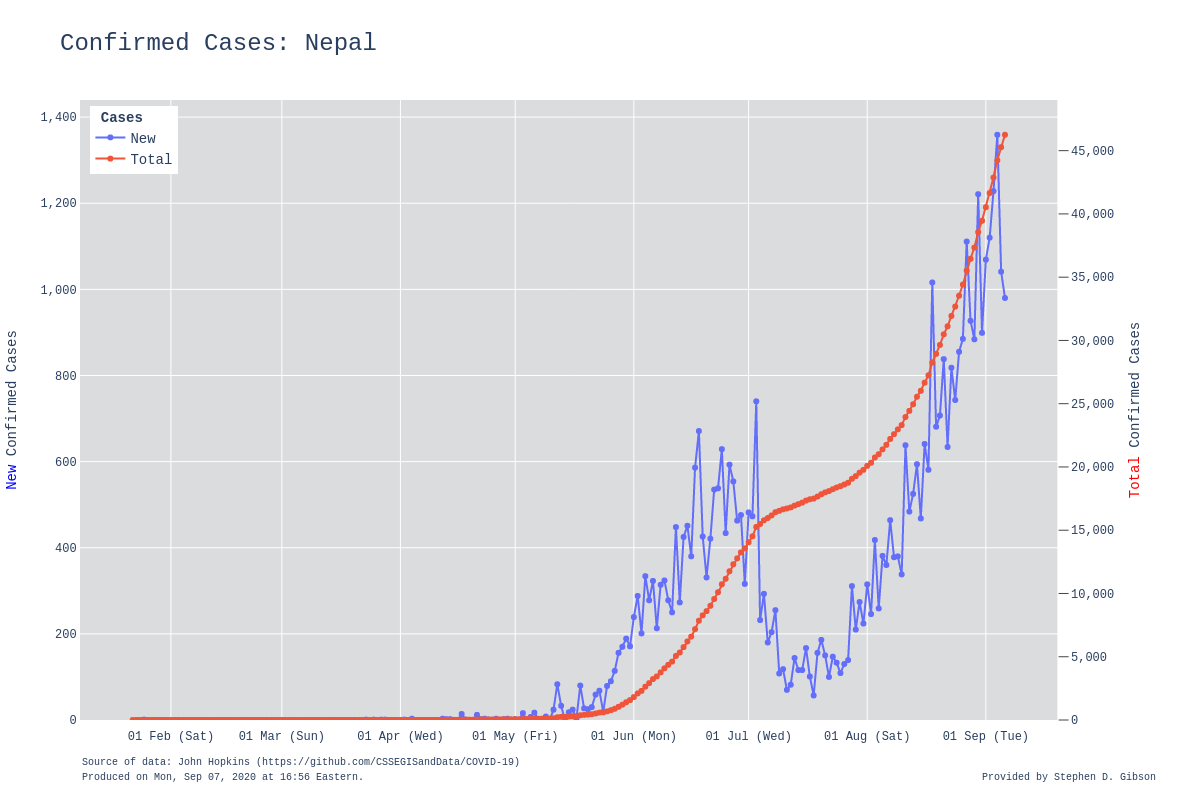 Confirmed Cases: Nepal
Cases
New
Total
1,400
1,200
1,000
800
600
400
200
0
New Confirmed Cases
45,000
40,000
35,000
30,000
25,000
20,000
15,000
10,000
5,000
0
Total Confirmed Cases
01 Feb (Sat) 01 Mar (Sun) 01 Apr (Wed) 01 May (Fri) 01 Jun (Mon) 01 Jul (Wed) 01 Aug (Sat) 01 Sep (Tue)
Source of data: John Hopkins (https://github.com/CSSEGISandData/COVID-19)
Produced on Mon, Sep 07, 2020 at 16:56 Eastern.
Provided by Stephen D. Gibson